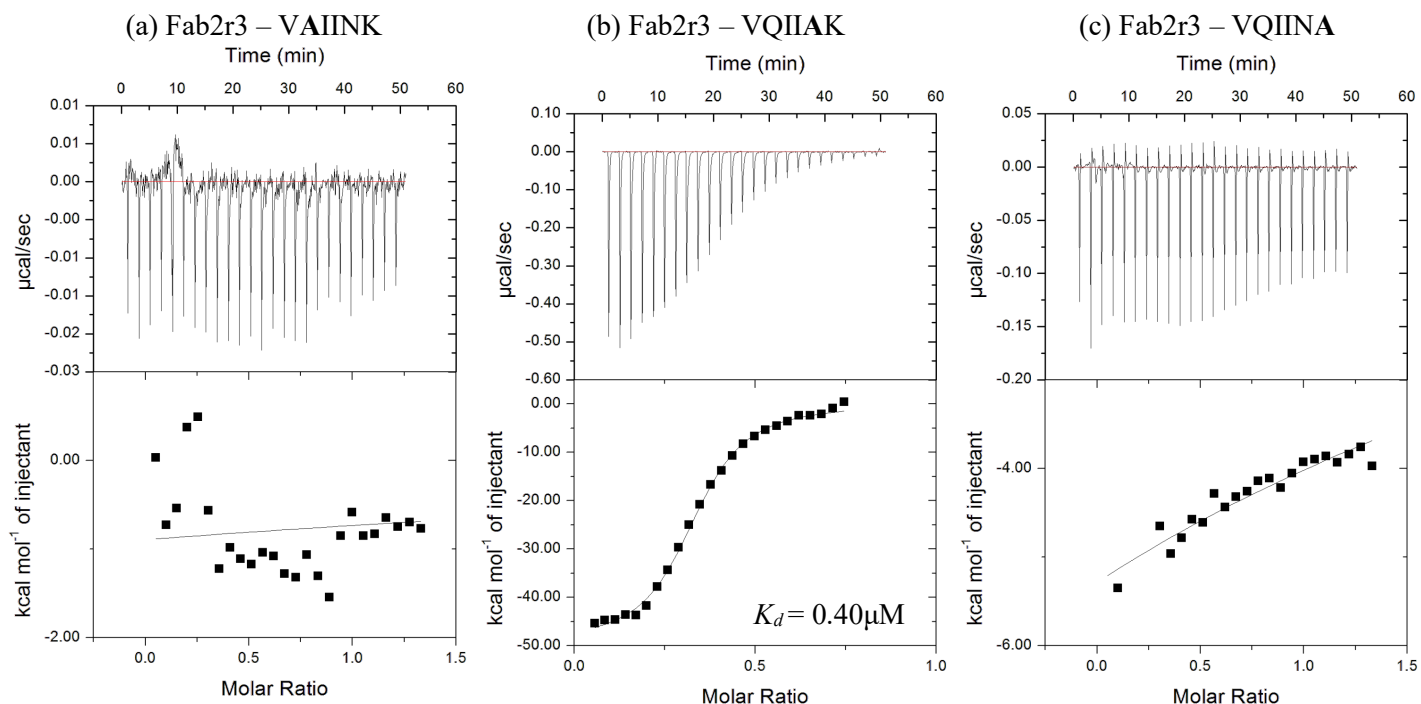 (a) Fab2r3 – VAIINK
Time (min)
0 10 20 30 40 50 60
0.01
0.01
0.00
-0.00
-0.01
-0.01
-0.02
-0.03
µcal/sec
0.00
-2.00
kcal mol⁻¹ of injectant
0.0 0.5 1.0 1.5
Molar Ratio
(b) Fab2r3 – VQIIAK
Time (min)
0 10 20 30 40 50 60
0.10
0.00
-0.10
-0.20
-0.30
-0.40
-0.50
-0.60
µcal/sec
0.00
-10.00
-20.00
-30.00
-40.00
-50.00
kcal mol⁻¹ of injectant
K_d = 0.40µM
0.0 0.5 1.0
Molar Ratio
(c) Fab2r3 – VQIINA
Time (min)
0 10 20 30 40 50 60
0.05
0.00
-0.05
-0.10
-0.15
-0.20
µcal/sec
-4.00
-6.00
kcal mol⁻¹ of injectant
0.0 0.5 1.0 1.5
Molar Ratio